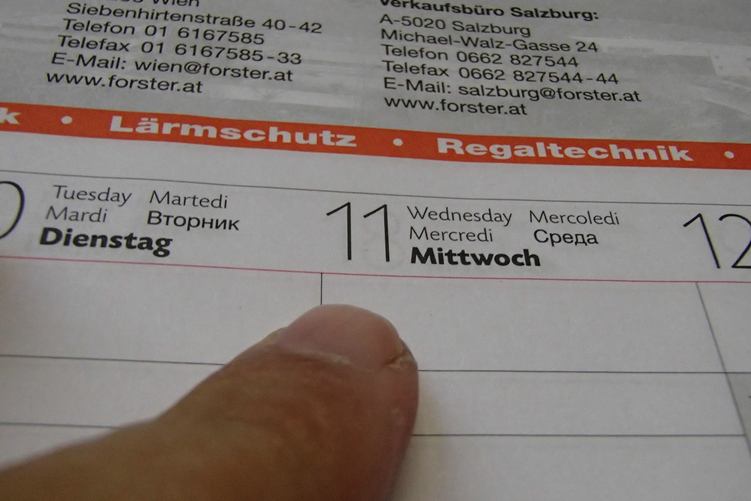 Wien
Siebenhirtenstraße 40-42
Telefon 01 6167585
Telefax 01 6167585-33
E-Mail: wien@forster.at
www.forster.at
Verkaufsbüro Salzburg:
A-5020 Salzburg
Michael-Walz-Gasse 24
Telefon 0662 827544
Telefax 0662 827544-44
E-Mail: salzburg@forster.at
www.forster.at
k • Lärmschutz • Regaltechnik •
0
Tuesday Martedi
Mardi Вторник
Dienstag
11
Wednesday Mercoledi
Mercredi Среда
Mittwoch
12